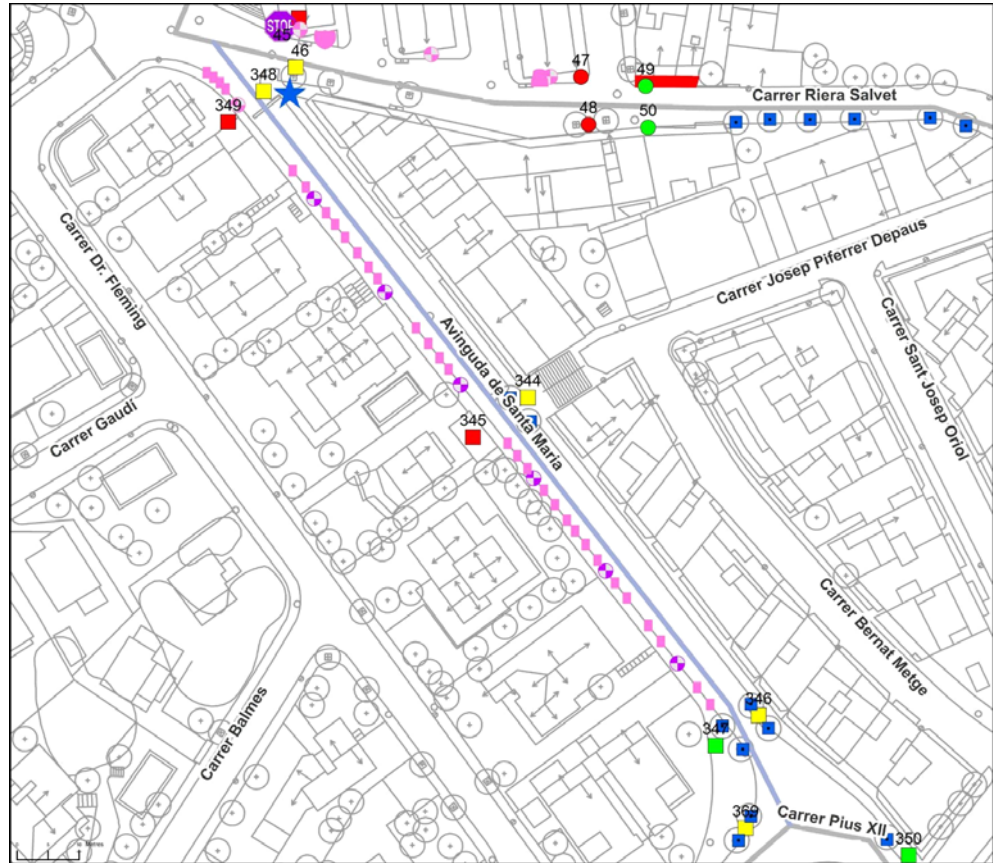 STOP
45
46
47
348
49
Carrer Riera Salvet
349
48
50
Carrer Dr. Fleming
Carrer Josep Piferrer Depaus
Carrer Sant Josep Oriol
Avinguda de Santa Maria
344
Carrer Gaudí
345
Carrer Bernat Metge
346
Carrer Balmes
347
369
Carrer Pius XII
350